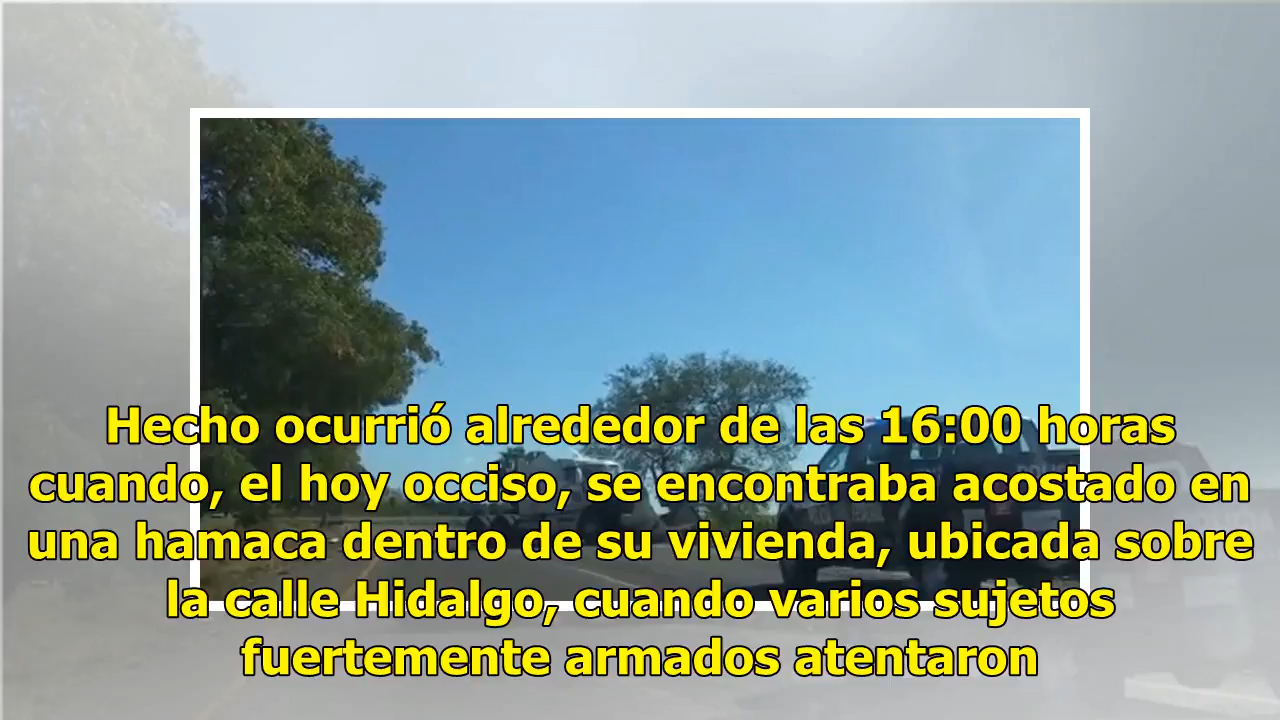 Hecho ocurrió alrededor de las 16:00 horas
cuando, el hoy occiso, se encontraba acostado en
una hamaca dentro de su vivienda, ubicada sobre
la calle Hidalgo, cuando varios sujetos
fuertemente armados atentaron